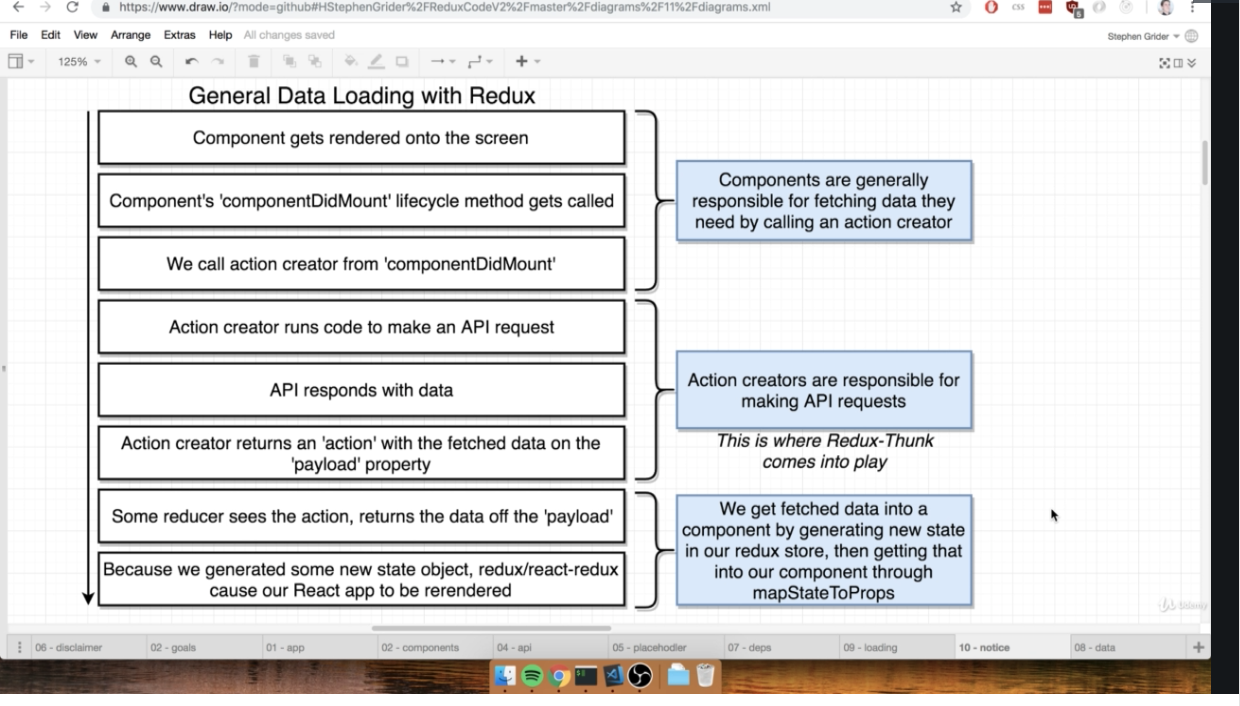 https://www.draw.io/?mode=github#HStephenGrider%2FReduxCodeV2%2Fmaster%2Fdiagrams%2F11%2Fdiagrams.xml
CSS
5
File Edit View Arrange Extras Help All changes saved
Stephen Grider
125%
General Data Loading with Redux
Component gets rendered onto the screen
Component's 'componentDidMount' lifecycle method gets called
We call action creator from 'componentDidMount'
Components are generally
responsible for fetching data they
need by calling an action creator
Action creator runs code to make an API request
API responds with data
Action creator returns an 'action' with the fetched data on the
'payload' property
Action creators are responsible for
making API requests
This is where Redux-Thunk
comes into play
Some reducer sees the action, returns the data off the 'payload'
Because we generated some new state object, redux/react-redux
cause our React app to be rerendered
We get fetched data into a
component by generating new state
in our redux store, then getting that
into our component through
mapStateToProps
Udemy
06 - disclaimer 02 - goals 01 - app 02 - components 04 - api 05 - placehodler 07 - deps 09 - loading 10 - notice 08 - data